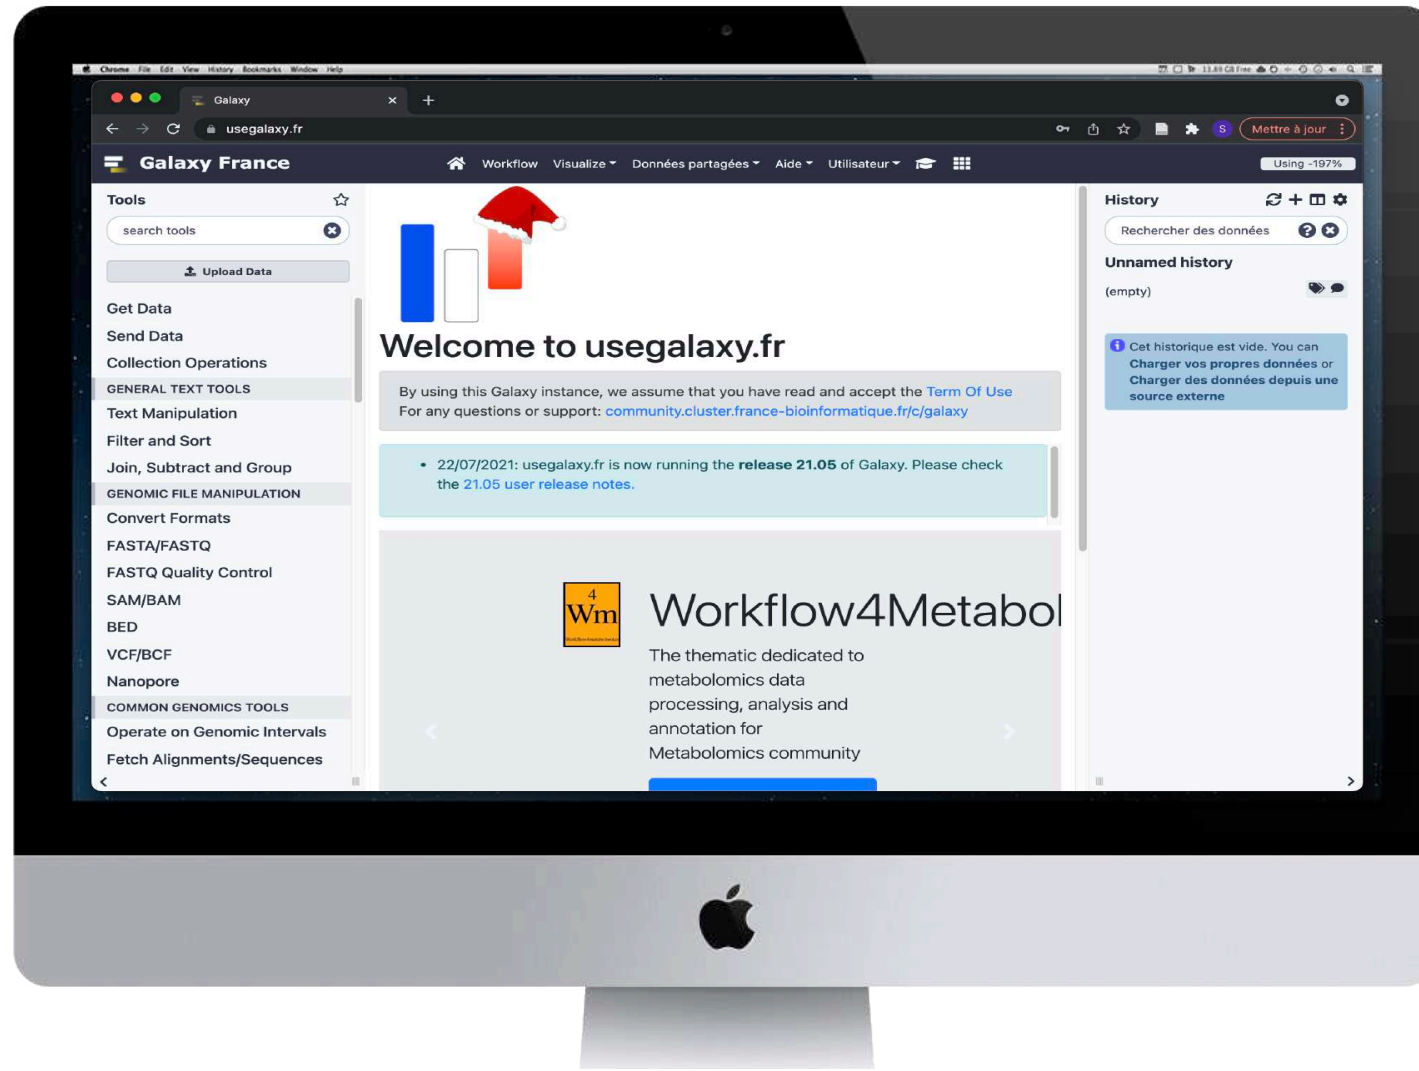 Chrome File Edit View History Bookmarks Window Help
Galaxy
usegalaxy.fr
S
Mettre à jour
Galaxy France
Workflow Visualize Données partagées Aide Utilisateur
Using -197%
Tools
search tools
Upload Data
Get Data
Send Data
Collection Operations
GENERAL TEXT TOOLS
Text Manipulation
Filter and Sort
Join, Subtract and Group
GENOMIC FILE MANIPULATION
Convert Formats
FASTA/FASTQ
FASTQ Quality Control
SAM/BAM
BED
VCF/BCF
Nanopore
COMMON GENOMICS TOOLS
Operate on Genomic Intervals
Fetch Alignments/Sequences
Welcome to usegalaxy.fr
By using this Galaxy instance, we assume that you have read and accept the Term Of Use
For any questions or support: community.cluster.france-bioinformatique.fr/c/galaxy
• 22/07/2021: usegalaxy.fr is now running the release 21.05 of Galaxy. Please check
the 21.05 user release notes.
4
Wm
Workflow4Metabol
The thematic dedicated to
metabolomics data
processing, analysis and
annotation for
Metabolomics community
History
Rechercher des données
Unnamed history
(empty)
Cet historique est vide. You can
Charger vos propres données or
Charger des données depuis une
source externe